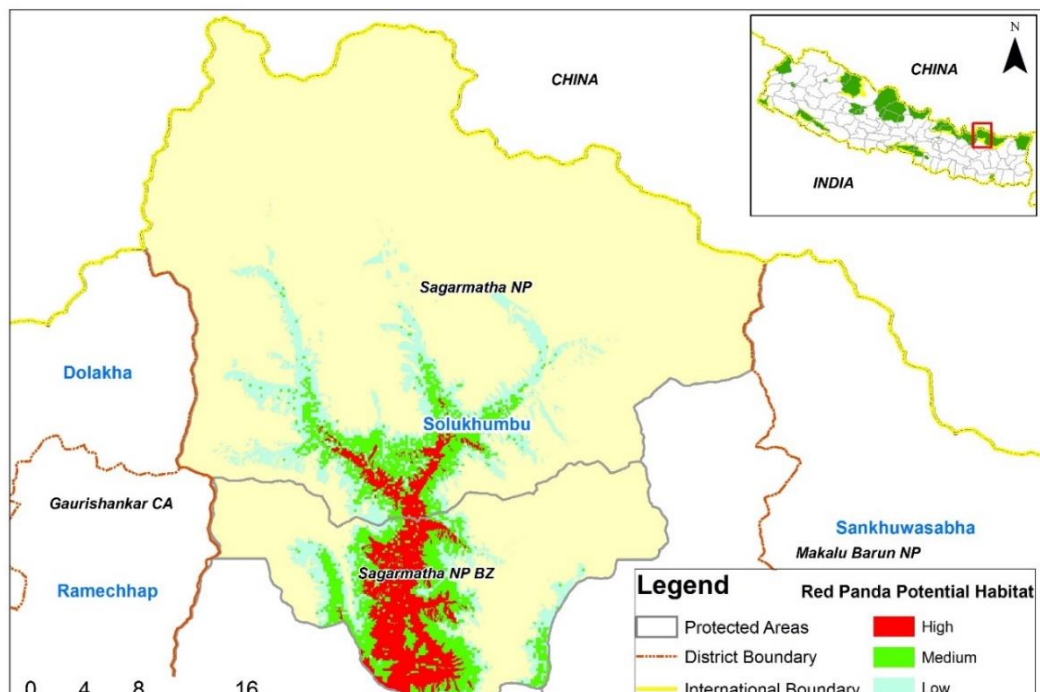 N
CHINA
CHINA
INDIA
Sagarmatha NP
Dolakha
Solukhumbu
Gaurishankar CA
Sankhuwasabha
Makalu Barun NP
Sagarmatha NP BZ
Ramechhap
Legend
Red Panda Potential Habitat
Protected Areas
High
District Boundary
Medium
International Boundary
Low
0 4 8 16